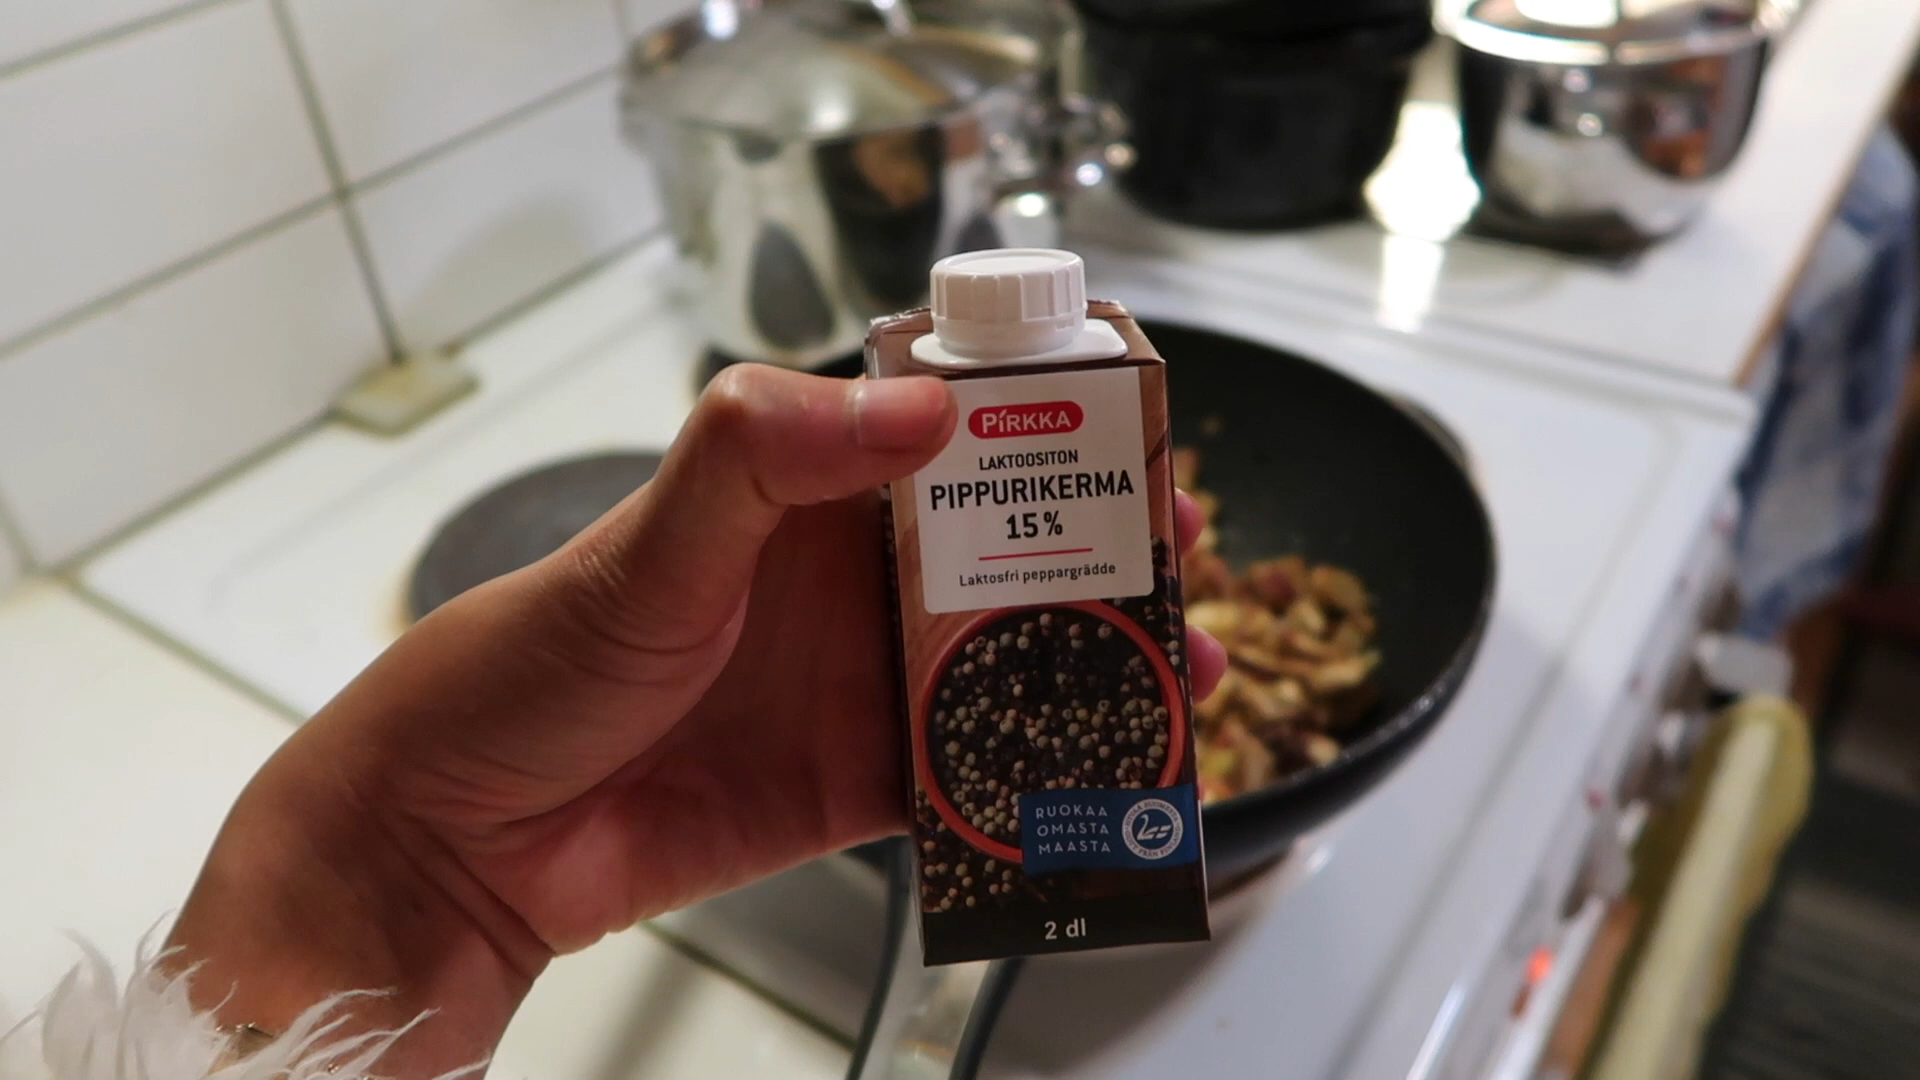 PIRKKA
LAKTOOSITON
PIPPURIKERMA
15 %
Laktosfri peppargrädde
RUOKAA
OMASTA
MAASTA
2 dl